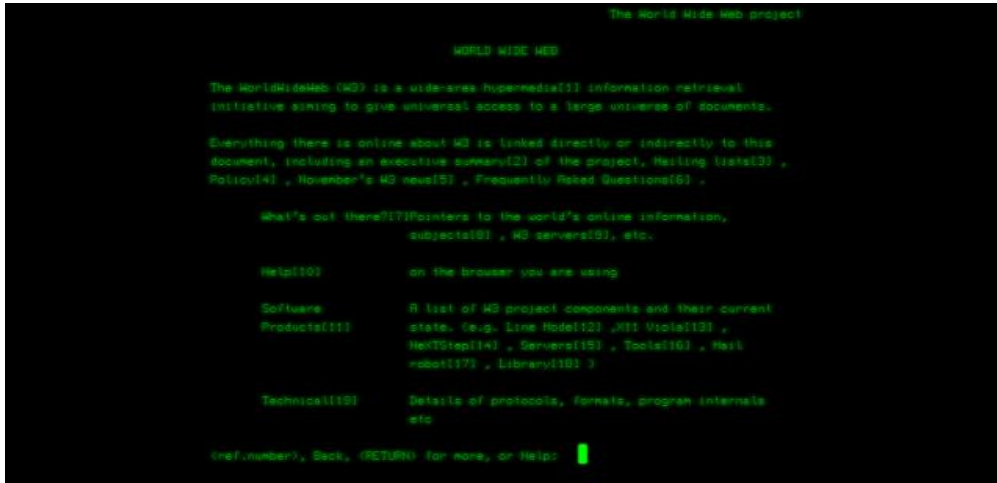 The World Wide Web project
WORLD WIDE WEB
The WorldWideWeb (W3) is a wide-area hypermedia[1] information retrieval
initiative aiming to give universal access to a large universe of documents.
Everything there is online about W3 is linked directly or indirectly to this
document, including an executive summary[2] of the project, Mailing lists[3] ,
Policy[4] , November's W3 news[5] , Frequently Asked Questions[6] .
What's out there?[7]Pointers to the world's online information,
subjects[8] , W3 servers[9], etc.
Help[10] on the browser you are using
Software A list of W3 project components and their current
Products[11] state. (e.g. Line Mode[12] ,X11 Viola[13] ,
NeXTStep[14] , Servers[15] , Tools[16] , Mail
robot[17] , Library[18] )
Technical[19] Details of protocols, formats, program internals
etc
<ref.number>, Back, <RETURN> for more, or Help: